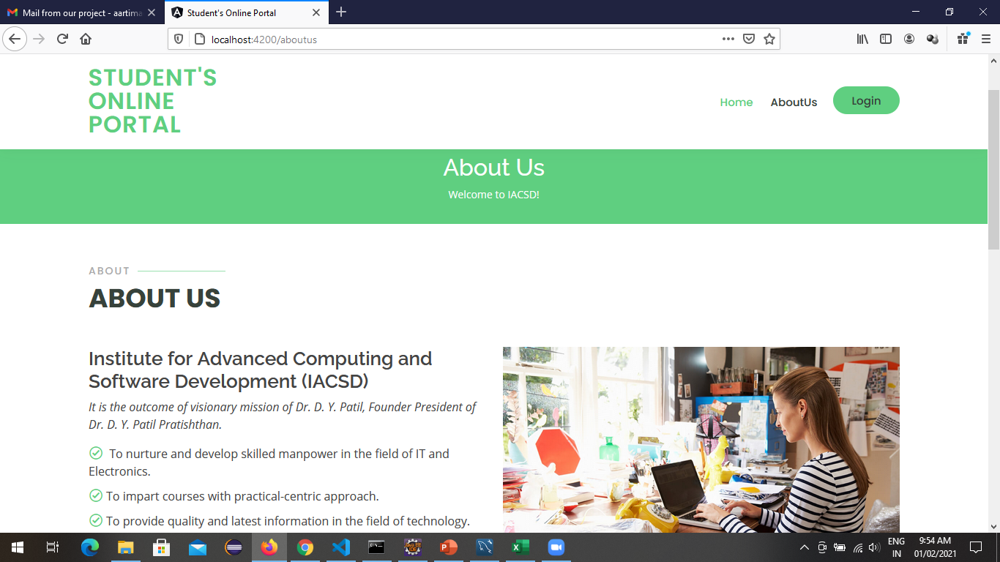 Mail from our project - aartima
Student's Online Portal
localhost:4200/aboutus
STUDENT'S
ONLINE
PORTAL
Home
AboutUs
Login
About Us
Welcome to IACSD!
ABOUT
ABOUT US
Institute for Advanced Computing and
Software Development (IACSD)
It is the outcome of visionary mission of Dr. D. Y. Patil, Founder President of
Dr. D. Y. Patil Pratishthan.
To nurture and develop skilled manpower in the field of IT and
Electronics.
To impart courses with practical-centric approach.
To provide quality and latest information in the field of technology.
ENG
IN
9:54 AM
01/02/2021